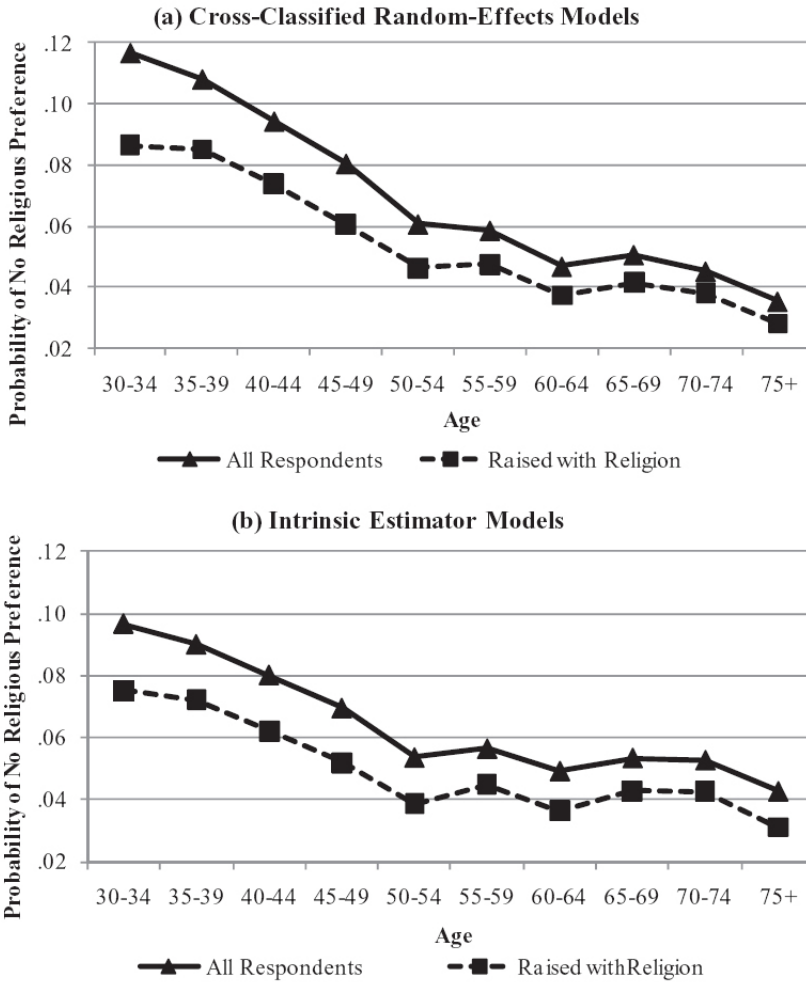 (a) Cross-Classified Random-Effects Models
Probability of No Religious Preference
.12
.10
.08
.06
.04
.02
30-34 35-39 40-44 45-49 50-54 55-59 60-64 65-69 70-74 75+
Age
All Respondents Raised with Religion
(b) Intrinsic Estimator Models
Probability of No Religious Preference
.12
.10
.08
.06
.04
.02
30-34 35-39 40-44 45-49 50-54 55-59 60-64 65-69 70-74 75+
Age
All Respondents Raised withReligion